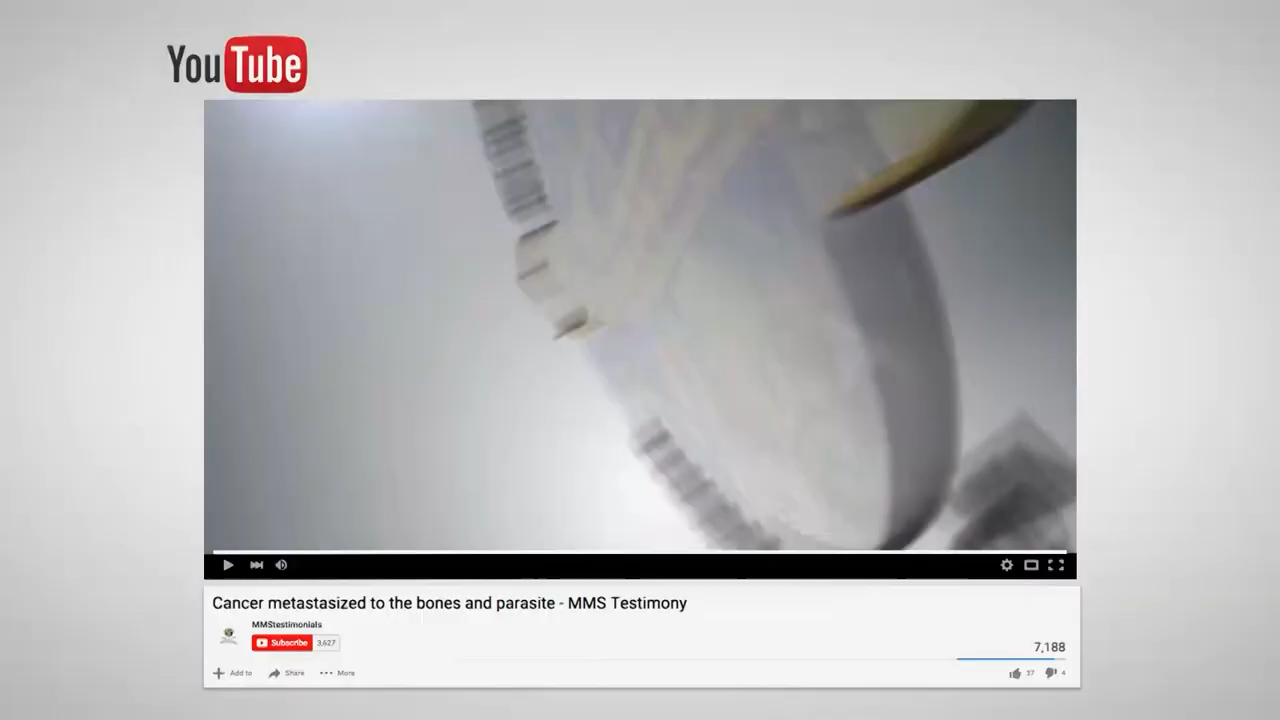 YouTube
Cancer metastasized to the bones and parasite - MMS Testimony
MMStestimonials
Subscribe 3,627
7,188
Add to Share More
37 4